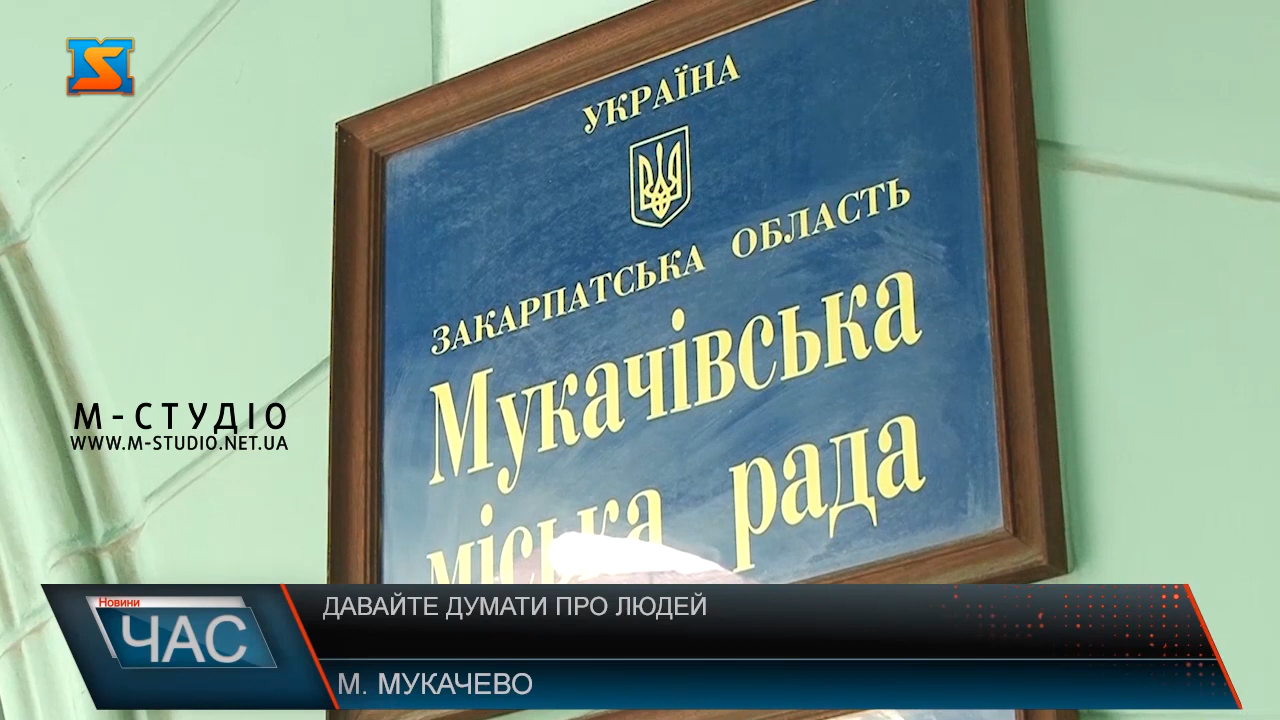 УКРАЇНА
ЗАКАРПАТСЬКА ОБЛАСТЬ
Мукачівська
міська рада
М-СТУДІО
WWW.M-STUDIO.NET.UA
Новини
ЧАС
ДАВАЙТЕ ДУМАТИ ПРО ЛЮДЕЙ
М. МУКАЧЕВО